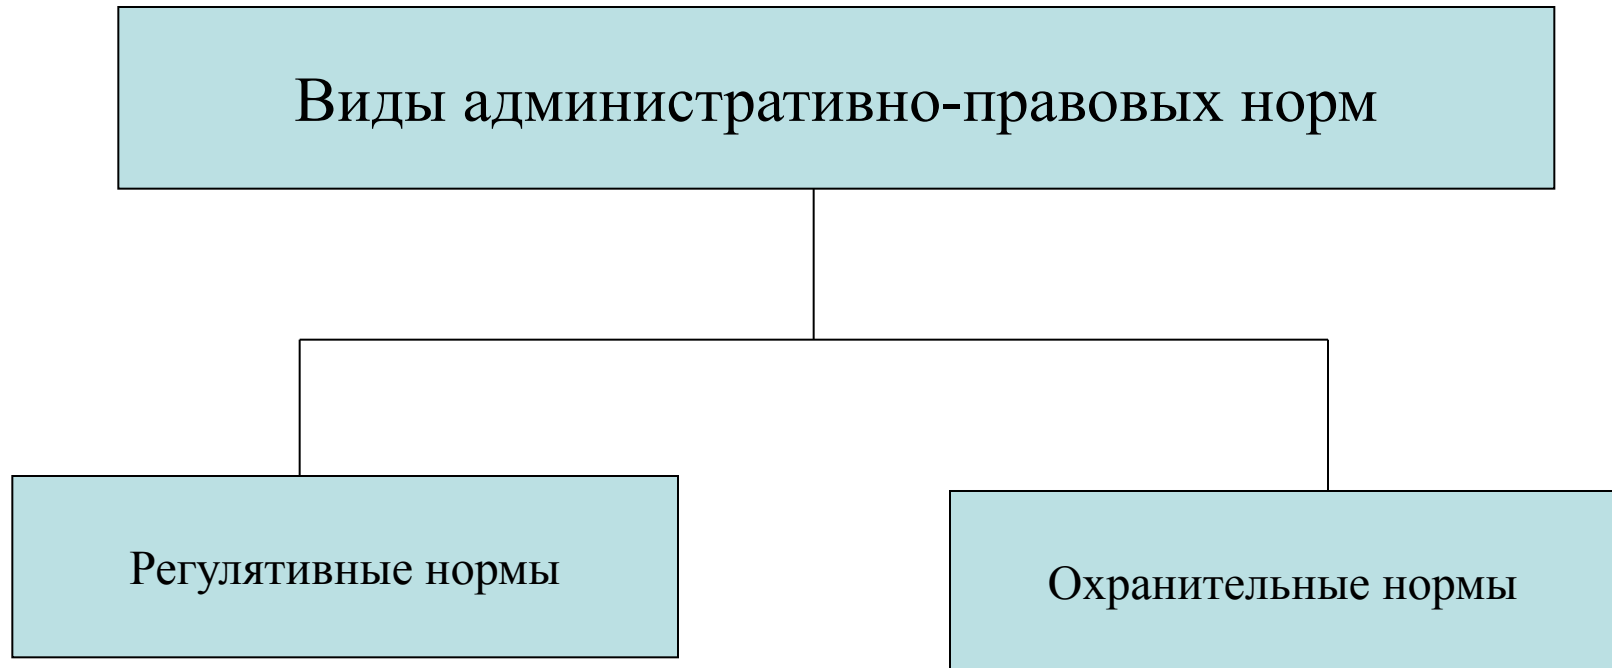 Виды административно-правовых норм
Регулятивные нормы
Охранительные нормы